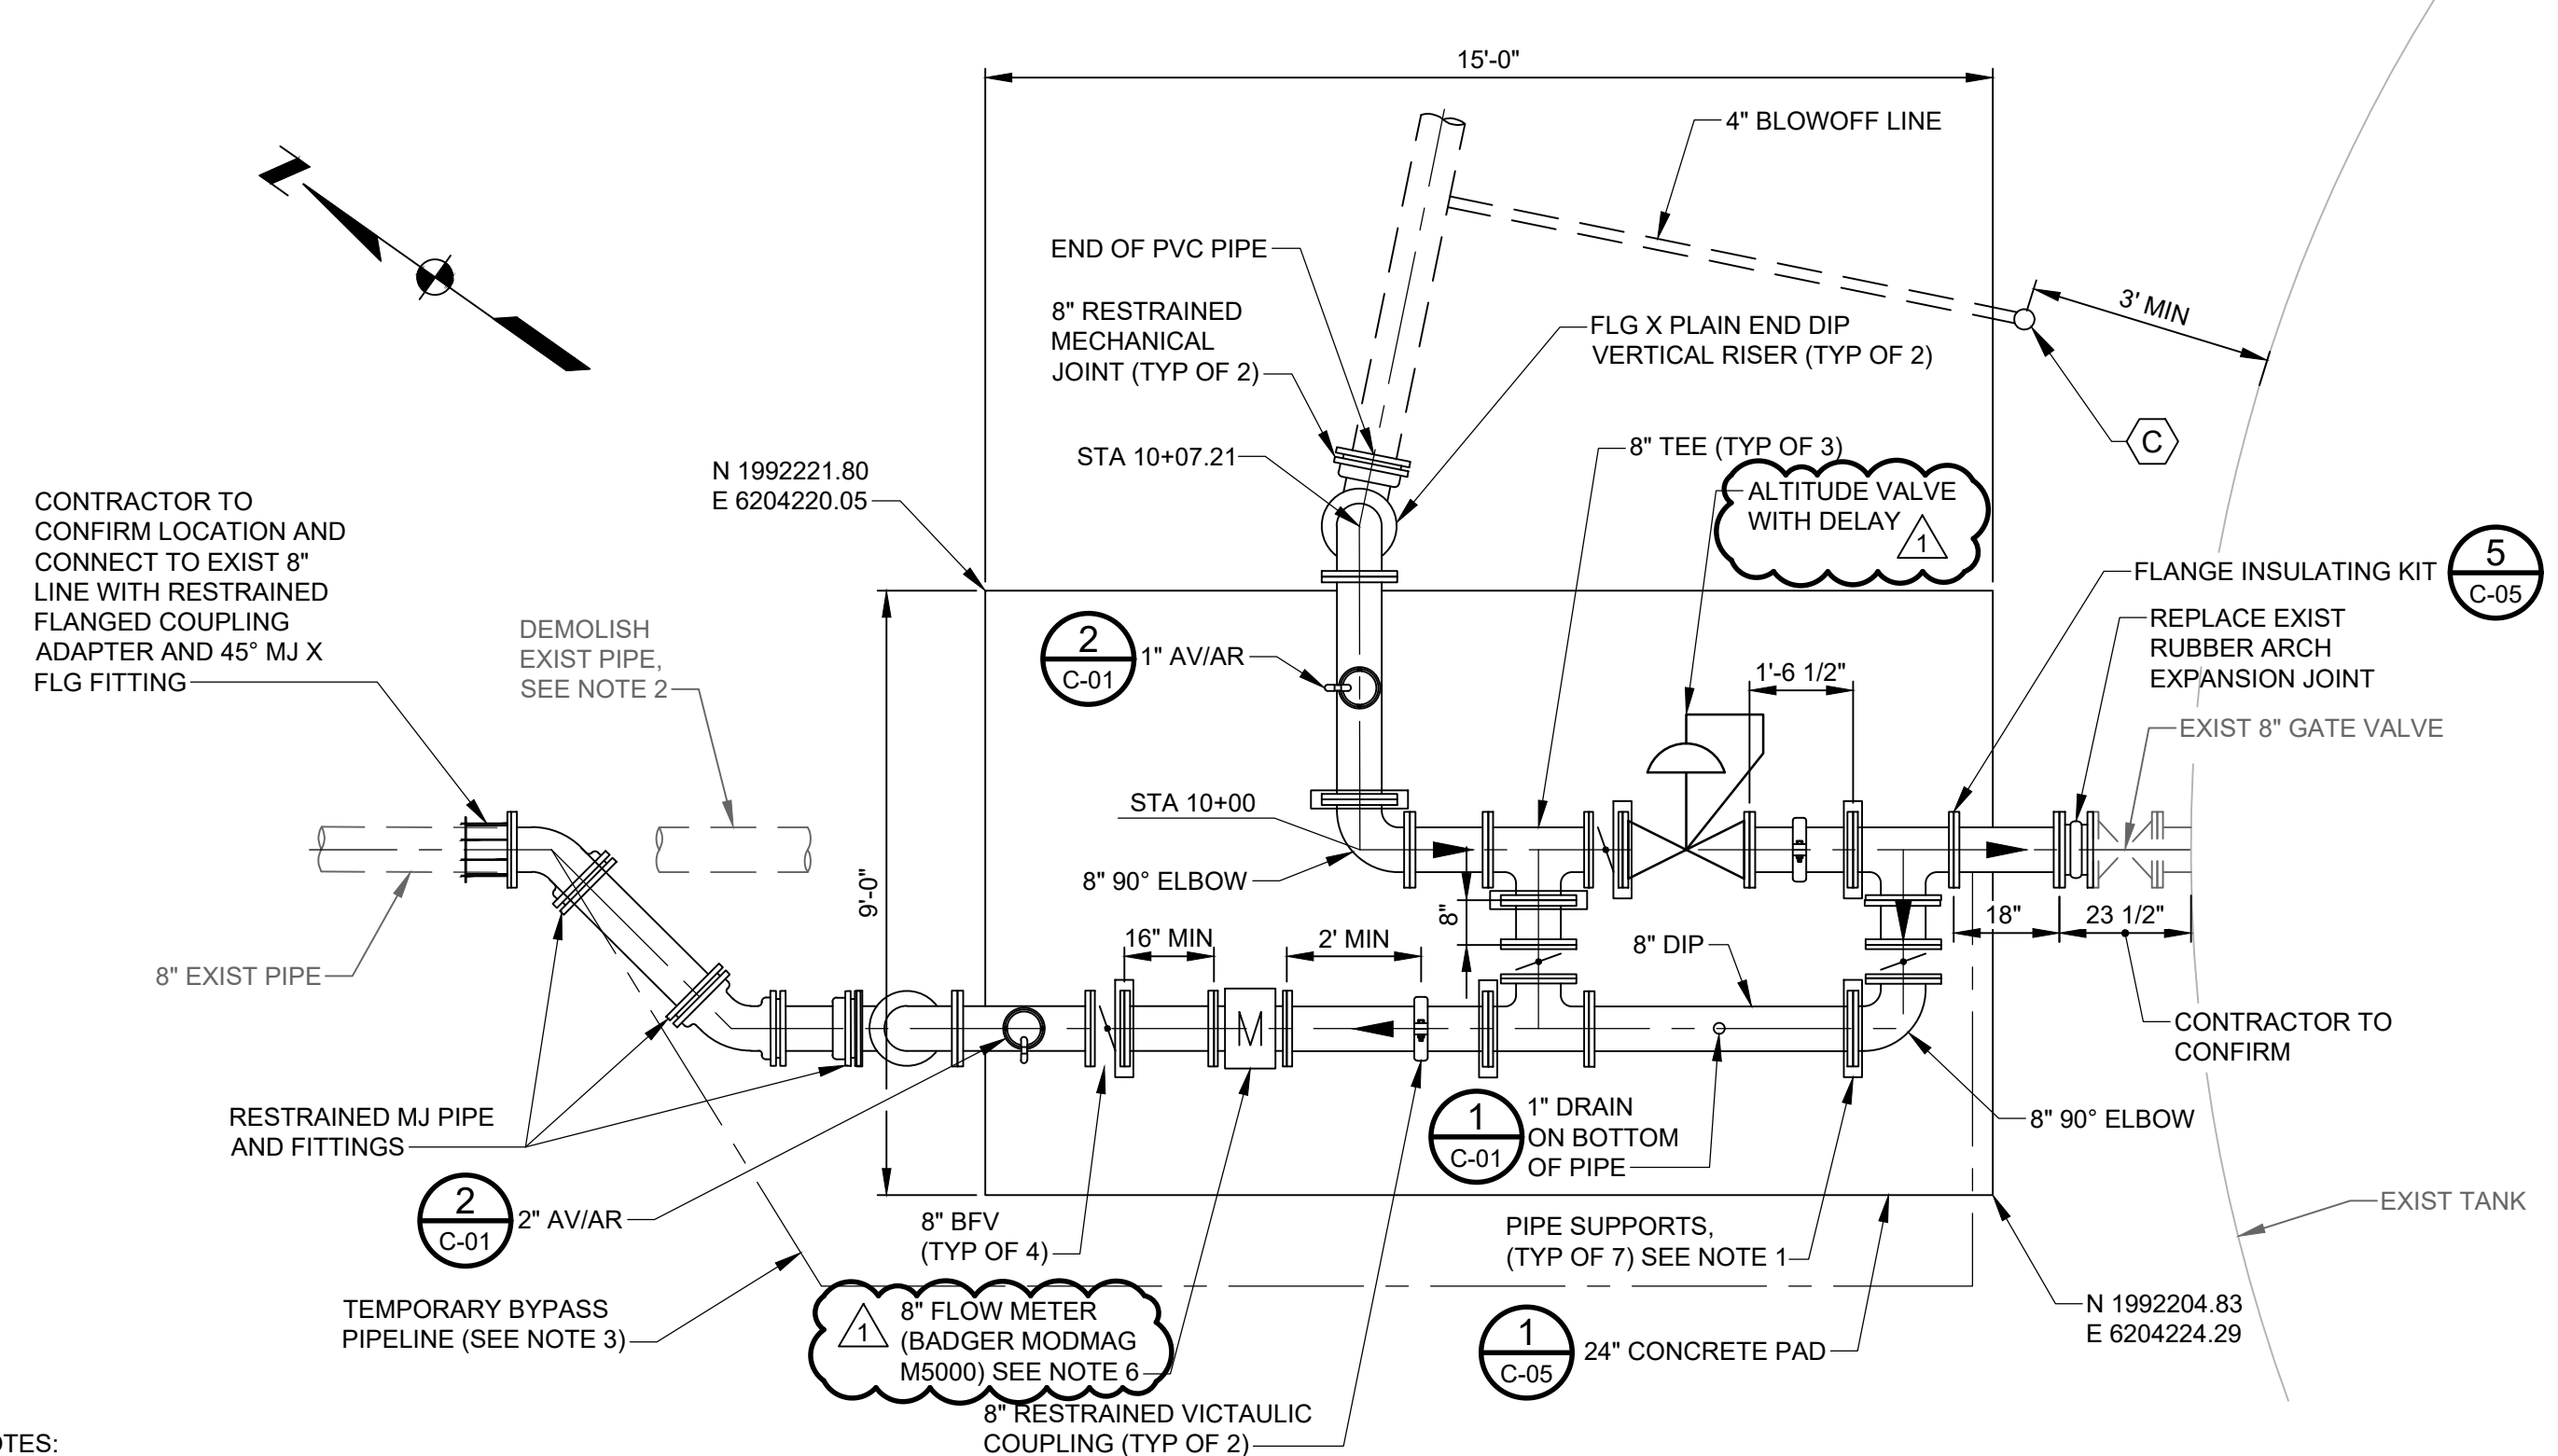 15'-0"
4" BLOWOFF LINE
END OF PVC PIPE
8" RESTRAINED
MECHANICAL
JOINT (TYP OF 2)
3' MIN
FLG X PLAIN END DIP
VERTICAL RISER (TYP OF 2)
C
STA 10+07.21
8" TEE (TYP OF 3)
N 1992221.80
E 6204220.05
ALTITUDE VALVE
WITH DELAY
1
CONTRACTOR TO
CONFIRM LOCATION AND
CONNECT TO EXIST 8"
LINE WITH RESTRAINED
FLANGED COUPLING
ADAPTER AND 45° MJ X
FLG FITTING
DEMOLISH
EXIST PIPE,
SEE NOTE 2
FLANGE INSULATING KIT
5
C-05
REPLACE EXIST
RUBBER ARCH
EXPANSION JOINT
2
C-01
1" AV/AR
1'-6 1/2"
EXIST 8" GATE VALVE
STA 10+00
9'-0"
8" 90° ELBOW
8"
18"
23 1/2"
8" EXIST PIPE
16" MIN
2' MIN
8" DIP
M
CONTRACTOR TO
CONFIRM
RESTRAINED MJ PIPE
AND FITTINGS
1
C-01
1" DRAIN
ON BOTTOM
OF PIPE
8" 90° ELBOW
2
C-01
2" AV/AR
8" BFV
(TYP OF 4)
PIPE SUPPORTS,
(TYP OF 7) SEE NOTE 1
EXIST TANK
TEMPORARY BYPASS
PIPELINE (SEE NOTE 3)
1
8" FLOW METER
(BADGER MODMAG
M5000) SEE NOTE 6
1
C-05
24" CONCRETE PAD
N 1992204.83
E 6204224.29
8" RESTRAINED VICTAULIC
COUPLING (TYP OF 2)
OTES: